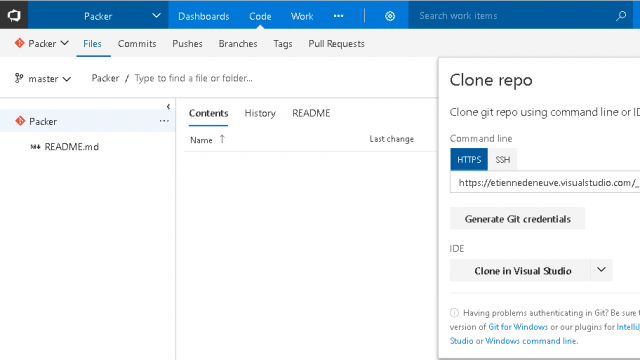 Packer Dashboards Code Work ••• Search work items
Packer Files Commits Pushes Branches Tags Pull Requests
master Packer / Type to find a file or folder...
Clone repo
Contents History README
Clone git repo using command line or ID
Packer ...
Name ↑ Last change
Command line
README.md
HTTPS SSH
https://etiennedeneuve.visualstudio.com/_
Generate Git credentials
IDE
Clone in Visual Studio
Having problems authenticating in Git? Be sure t
version of Git for Windows or our plugins for IntelliJ
Studio or Windows command line.